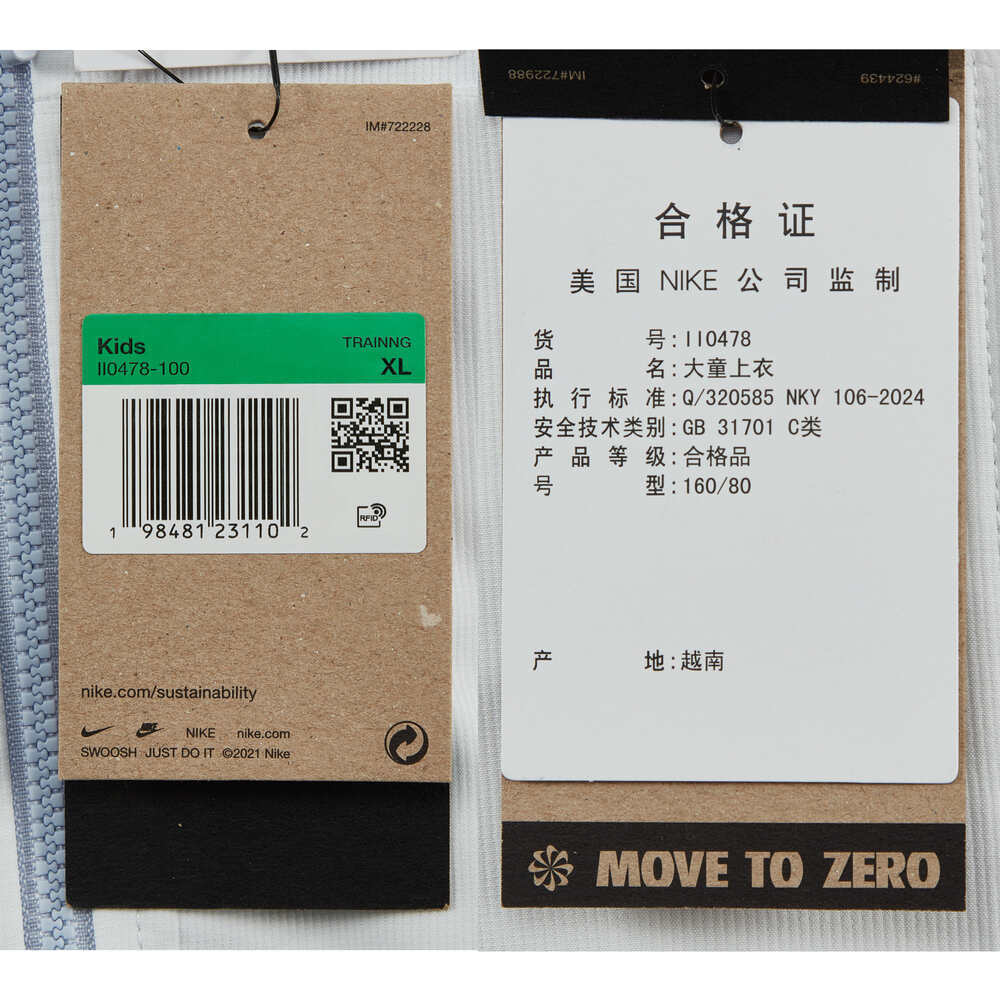 IM#722228
Kids
TRAINNG
II0478-100
XL
1 98481 23110 2
RFID
nike.com/sustainability
NIKE nike.com
SWOOSH JUST DO IT ©2021 Nike
IM#722988
#624439
合格证
美国 NIKE 公司监制
货号:II0478
品名:大童上衣
执行标准:Q/320585 NKY 106-2024
安全技术类别:GB 31701 C类
产品等级:合格品
号型:160/80
产地:越南
MOVE TO ZERO